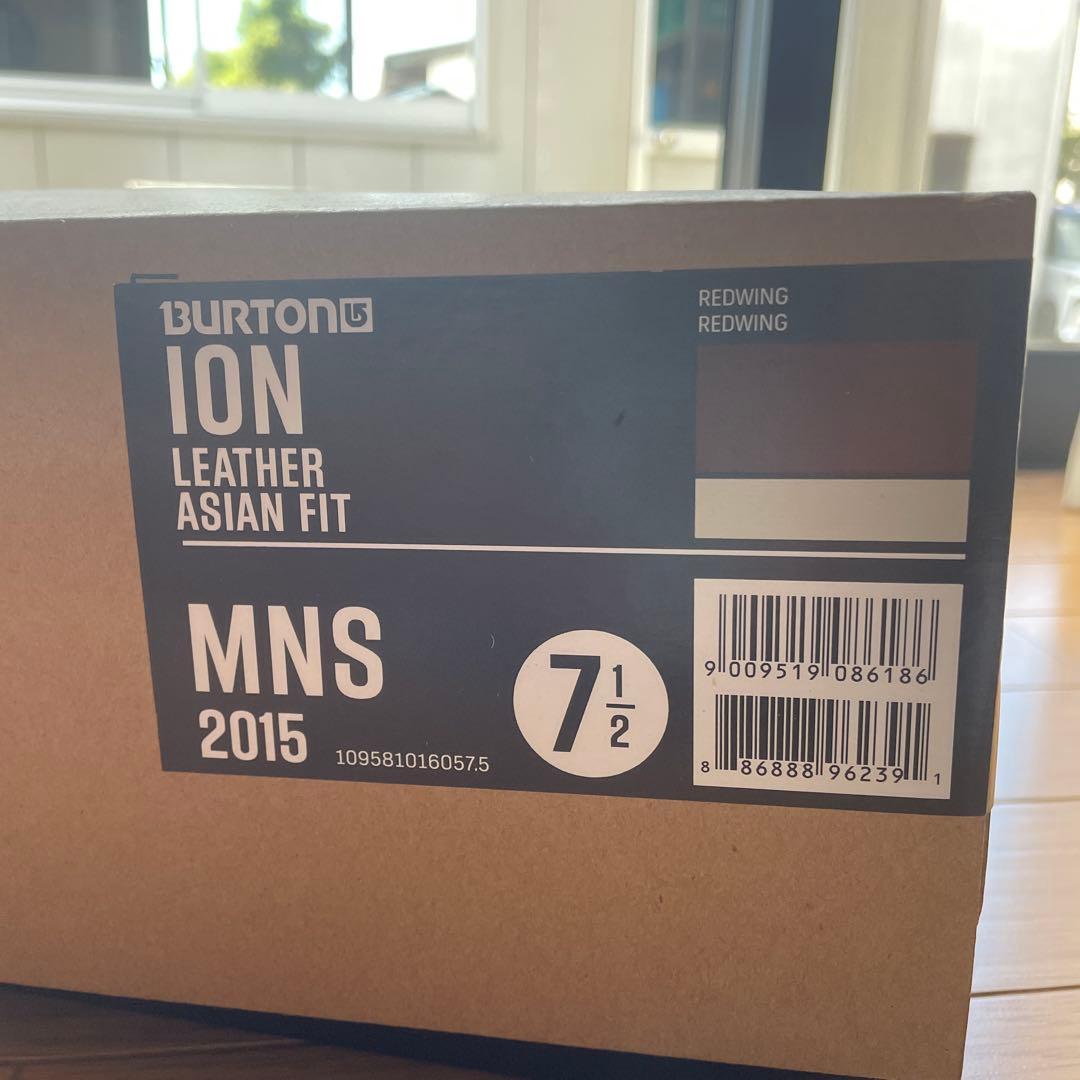 BURTON
ION
LEATHER
ASIAN FIT
REDWING
REDWING
MNS
2015
109581016057.5
7 1/2
9 009519 086186
8 86888 96239 1